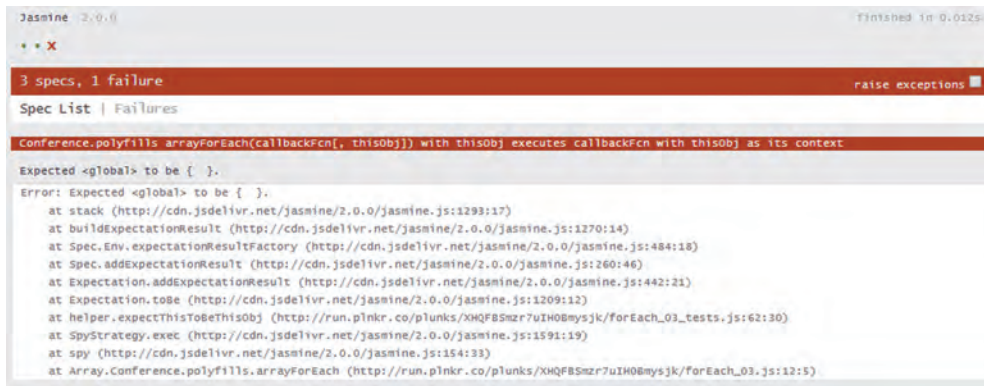 Jasmine 2.0.0 finished in 0.012s
• • x
3 specs, 1 failure raise exceptions
Spec List | Failures
Conference.polyfills arrayForEach(callbackFcn[, thisObj]) with thisObj executes callbackFcn with thisObj as its context
Expected <global> to be { }.
Error: Expected <global> to be { }.
at stack (http://cdn.jsdelivr.net/jasmine/2.0.0/jasmine.js:1293:17)
at buildExpectationResult (http://cdn.jsdelivr.net/jasmine/2.0.0/jasmine.js:1270:14)
at Spec.Env.expectationResultFactory (http://cdn.jsdelivr.net/jasmine/2.0.0/jasmine.js:484:18)
at Spec.addExpectationResult (http://cdn.jsdelivr.net/jasmine/2.0.0/jasmine.js:260:46)
at Expectation.addExpectationResult (http://cdn.jsdelivr.net/jasmine/2.0.0/jasmine.js:442:21)
at Expectation.toBe (http://cdn.jsdelivr.net/jasmine/2.0.0/jasmine.js:1209:12)
at helper.expectThisToBeThisObj (http://run.plnkr.co/plunks/XHQFBSmzr7uIHOBmysjk/forEach_03_tests.js:62:30)
at SpyStrategy.exec (http://cdn.jsdelivr.net/jasmine/2.0.0/jasmine.js:1591:19)
at spy (http://cdn.jsdelivr.net/jasmine/2.0.0/jasmine.js:154:33)
at Array.Conference.polyfills.arrayForEach (http://run.plnkr.co/plunks/XHQFBSmzr7uIHOBmysjk/forEach_03.js:12:5)